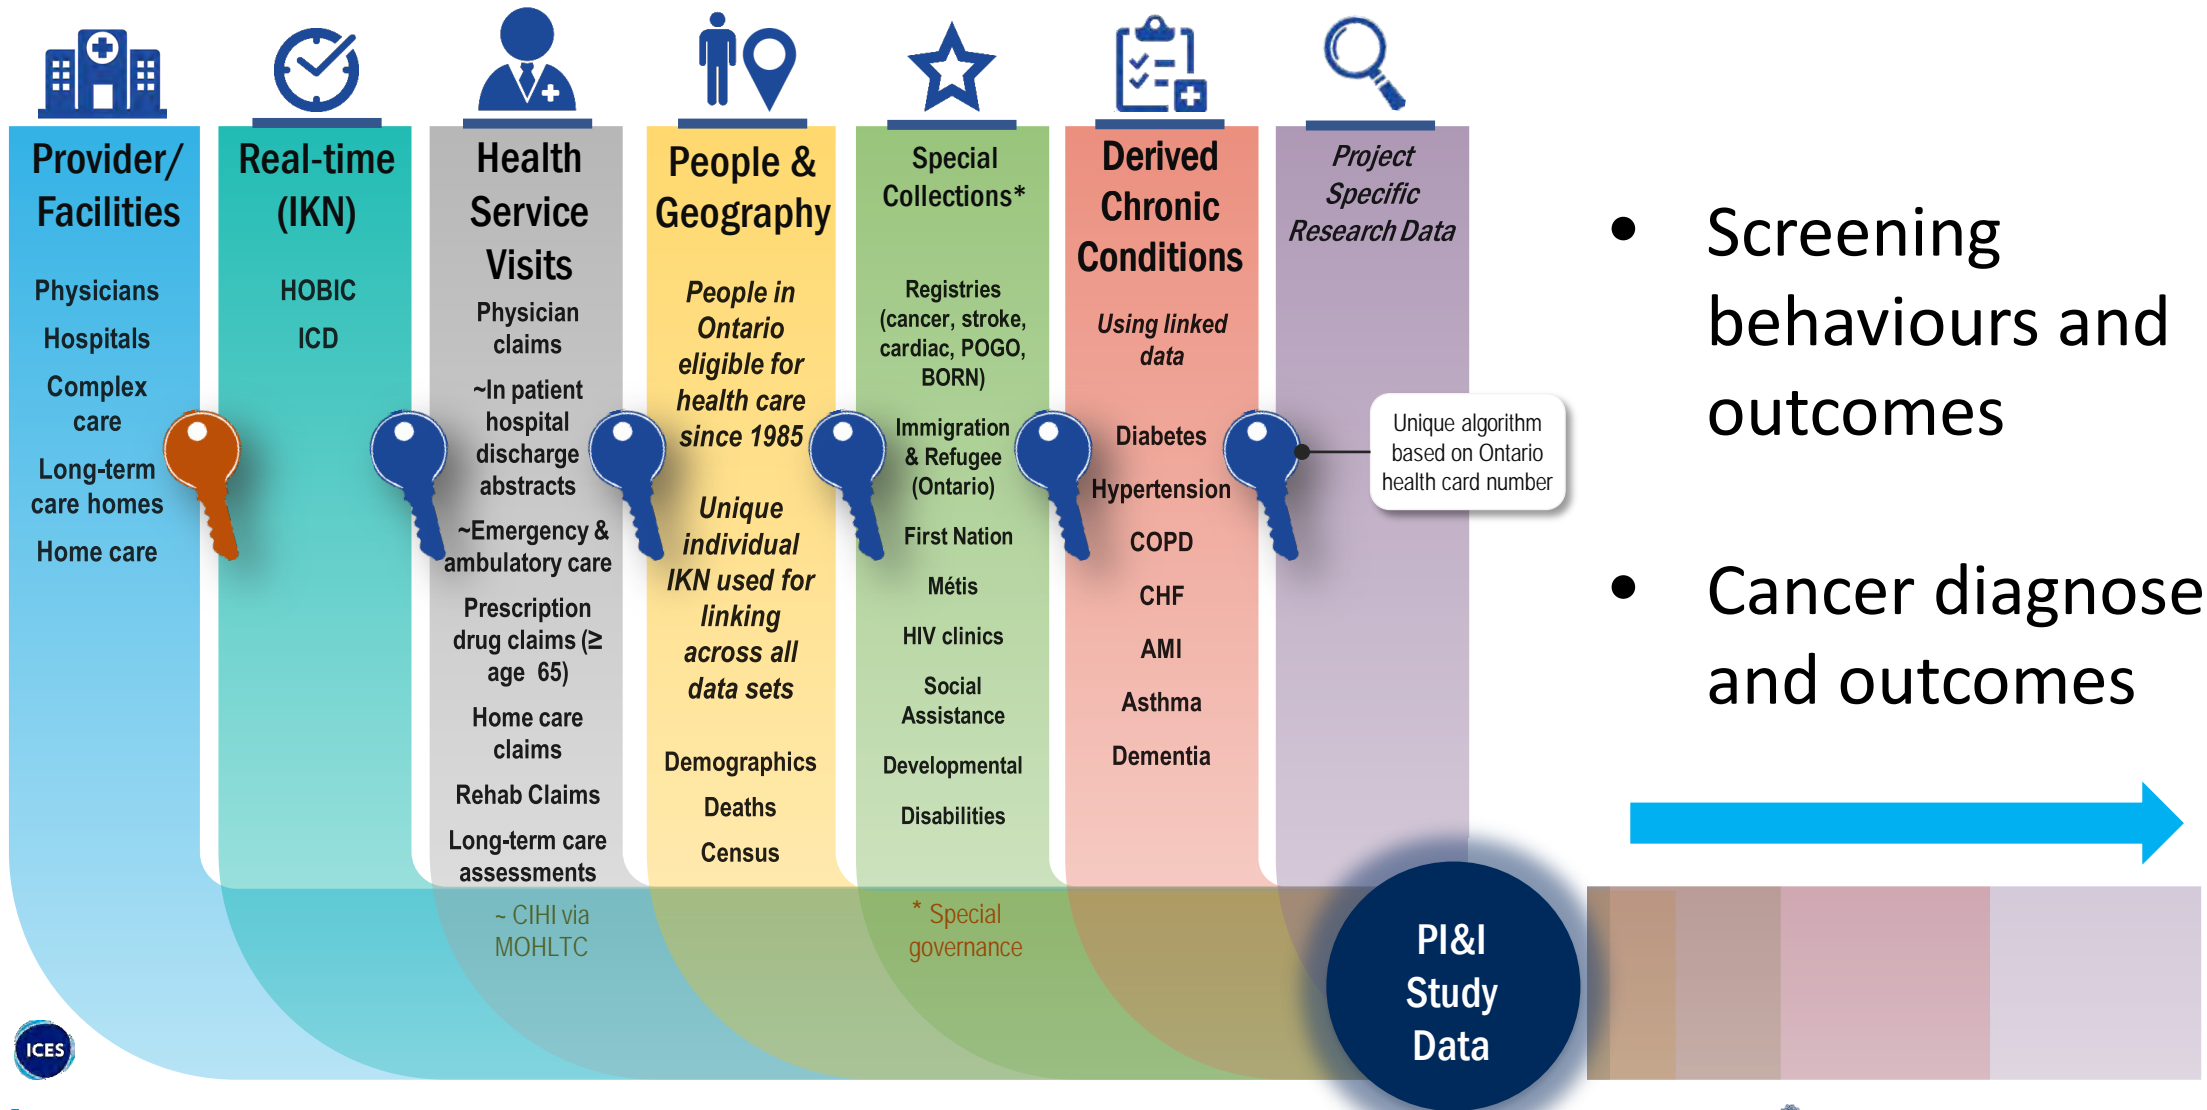 Provider/
Facilities
Physicians
Hospitals
Complex
care
Long-term
care homes
Home care
Real-time
(IKN)
HOBIC
ICD
Health
Service
Visits
Physician
claims
~In patient
hospital
discharge
abstracts
~Emergency &
ambulatory care
Prescription
drug claims (≥
age 65)
Home care
claims
Rehab Claims
Long-term care
assessments
~ CIHI via
MOHLTC
People &
Geography
People in
Ontario
eligible for
health care
since 1985
Unique
individual
IKN used for
linking
across all
data sets
Demographics
Deaths
Census
Special
Collections*
Registries
(cancer, stroke,
cardiac, POGO,
BORN)
Immigration
& Refugee
(Ontario)
First Nation
Métis
HIV clinics
Social
Assistance
Developmental
Disabilities
* Special
governance
Derived
Chronic
Conditions
Using linked
data
Diabetes
Hypertension
COPD
CHF
AMI
Asthma
Dementia
Project
Specific
Research Data
Unique algorithm
based on Ontario
health card number
PI&I
Study
Data
• Screening
behaviours and
outcomes
• Cancer diagnose
and outcomes
ICES